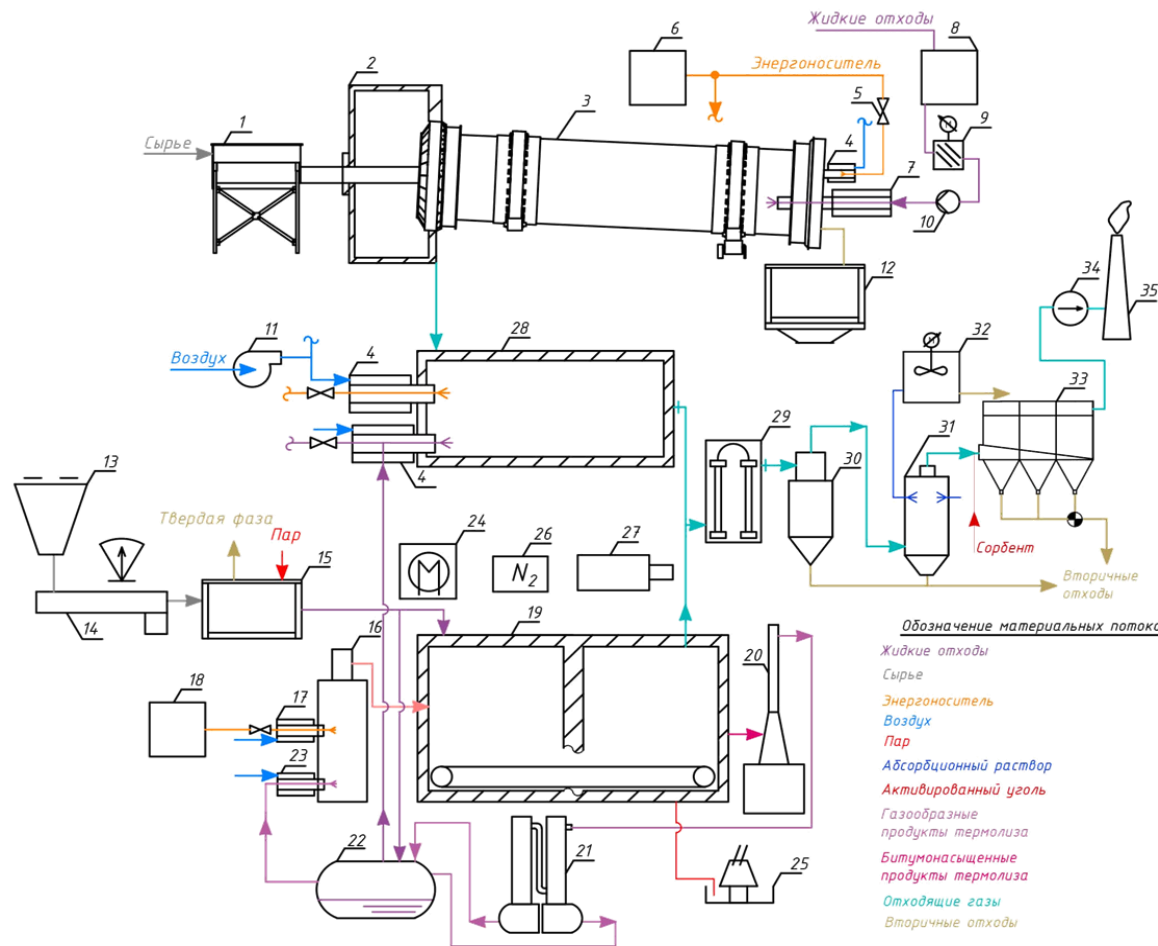 Жидкие отходы
6
8
2
Энергоноситель
5
3
9
1
4
Сырье
7
10
12
34
35
11
28
32
Воздух
4
33
29
31
4
30
13
Твердая фаза
24
26
27
Пар
15
N2
Сорбент
Вторичные
отходы
14
19
Обозначение материальных потоко
16
20
Жидкие отходы
18
17
Сырье
Энергоноситель
Воздух
23
Пар
Абсорбционный раствор
Активированный уголь
Газообразные
продукты термолиза
22
21
25
Битумонасыщенные
продукты термолиза
Отходящие газы
Вторичные отходы